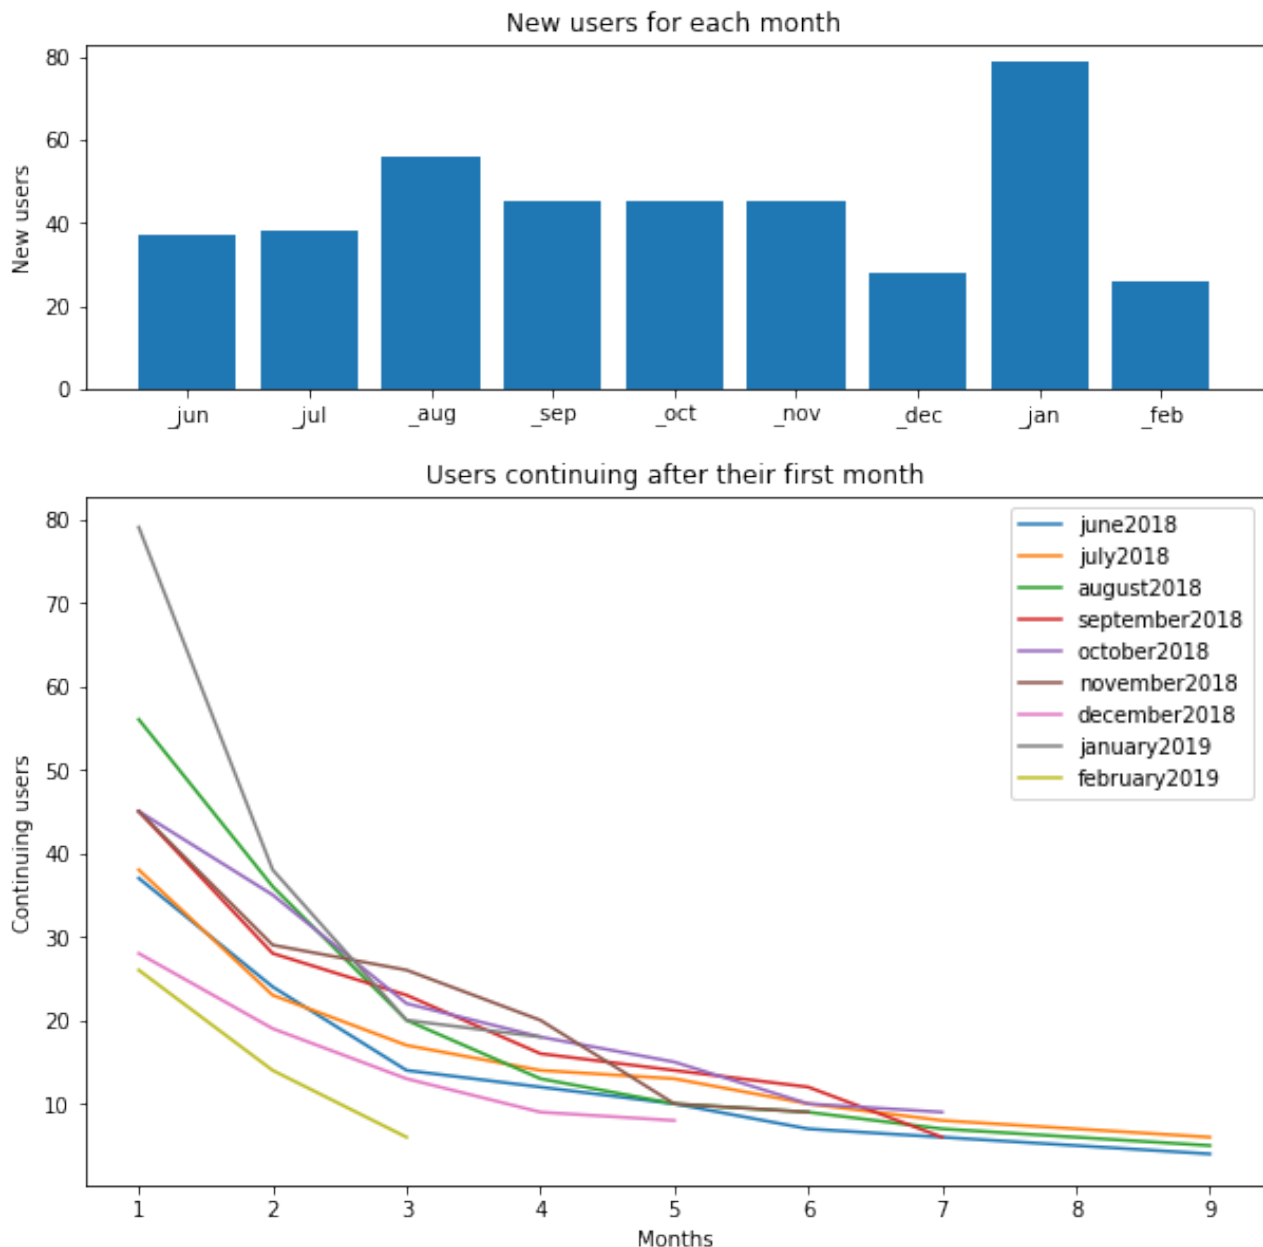 New users for each month
80
60
40
20
0
New users
_jun _jul _aug _sep _oct _nov _dec _jan _feb
Users continuing after their first month
80
70
60
50
40
30
20
10
Continuing users
june2018
july2018
august2018
september2018
october2018
november2018
december2018
january2019
february2019
1 2 3 4 5 6 7 8 9
Months